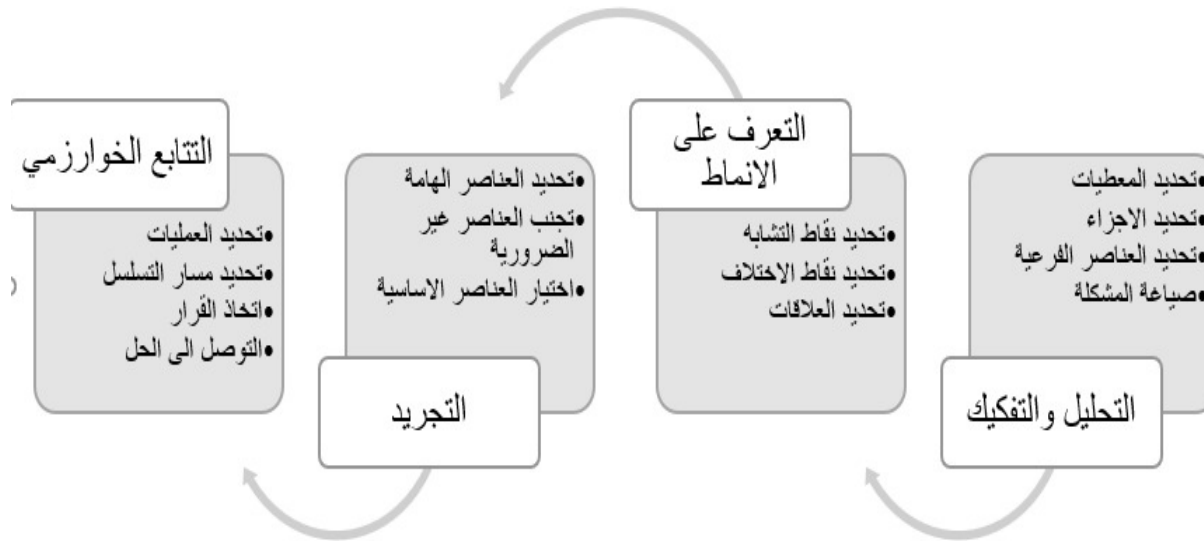 تحديد المعطيات
تحديد الاجزاء
تحديد العناصر الفرعية
صياغة المشكلة
التحليل والتفكيك
التعرف على
الانماط
تحديد نقاط التشابه
تحديد نقاط الاختلاف
تحديد العلاقات
تحديد العناصر الهامة
تجنب العناصر غير
الضرورية
اختيار العناصر الاساسية
التجريد
التتابع الخوارزمي
تحديد العمليات
تحديد مسار التسلسل
اتخاذ القرار
التوصل الى الحل